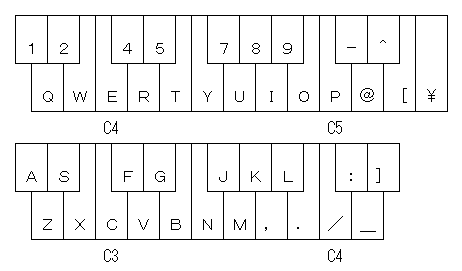 1 2 4 5 7 8 9 - ^
Q W E R T Y U I O P @ [ ¥
C4 C5
A S F G J K L : ]
Z X C V B N M , . / _
C3 C4